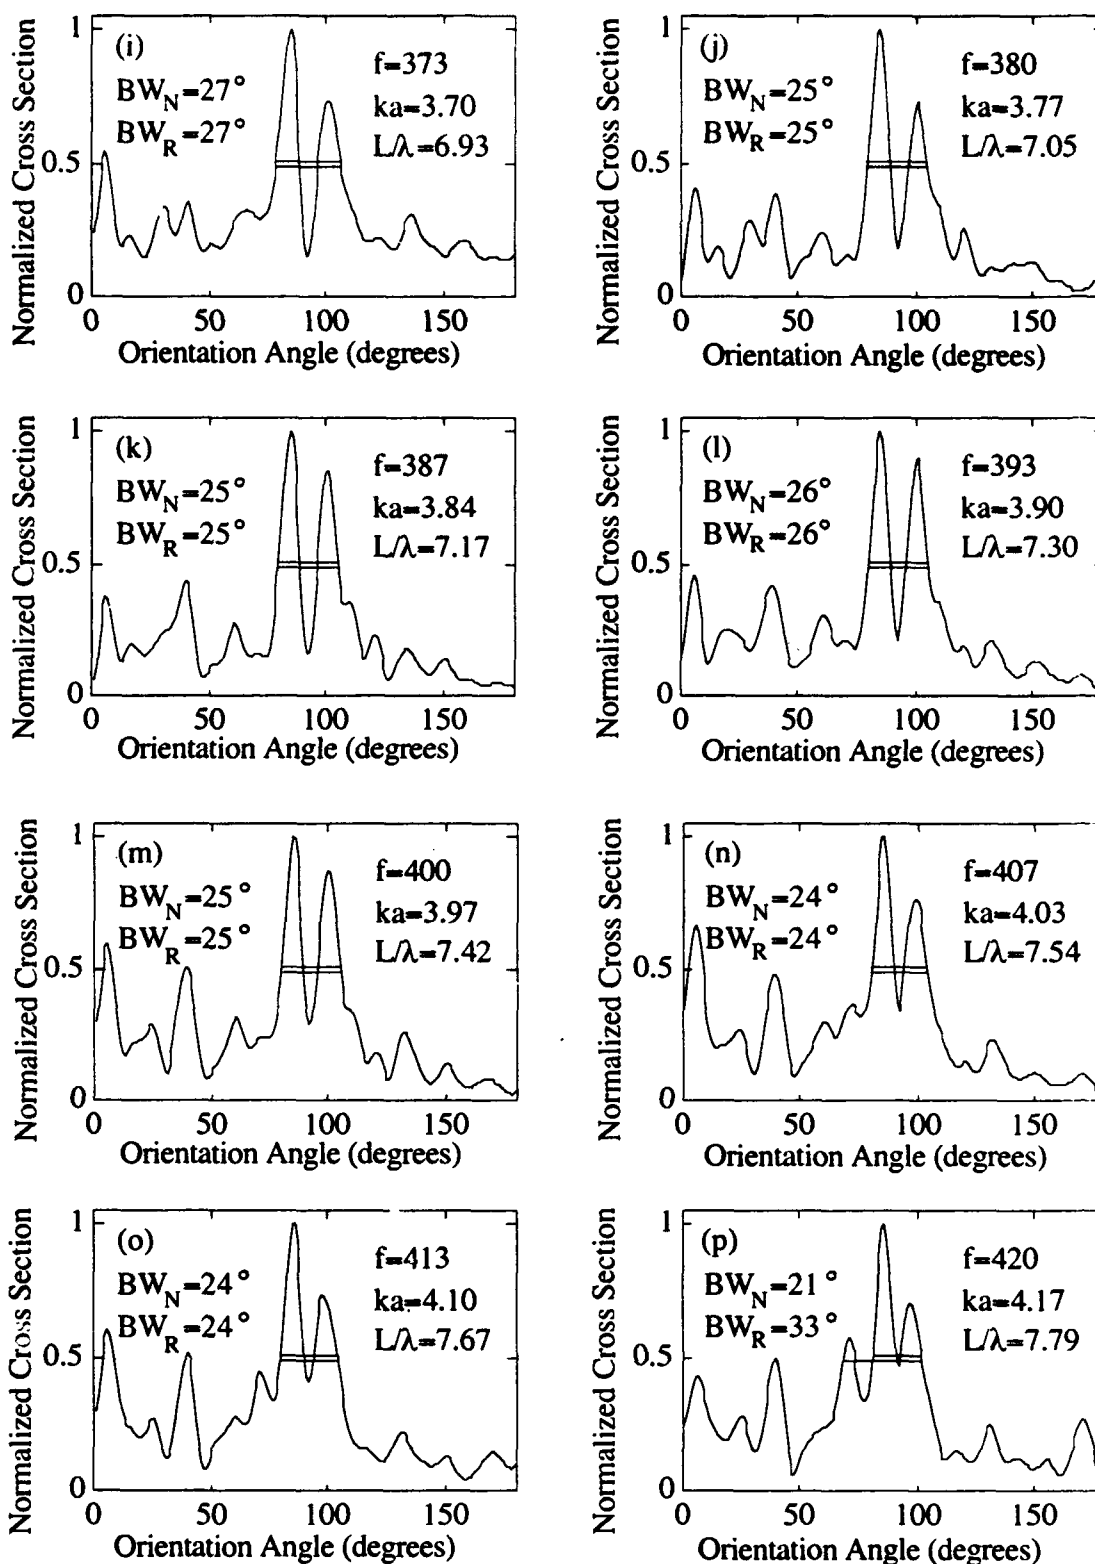 Normalized Cross Section
1
0.5
0
(i)
BW_N=27°
BW_R=27°
f=373
ka=3.70
L/λ=6.93
0 50 100 150
Orientation Angle (degrees)
Normalized Cross Section
1
0.5
0
(j)
BW_N=25°
BW_R=25°
f=380
ka=3.77
L/λ=7.05
0 50 100 150
Orientation Angle (degrees)
Normalized Cross Section
1
0.5
0
(k)
BW_N=25°
BW_R=25°
f=387
ka=3.84
L/λ=7.17
0 50 100 150
Orientation Angle (degrees)
Normalized Cross Section
1
0.5
0
(l)
BW_N=26°
BW_R=26°
f=393
ka=3.90
L/λ=7.30
0 50 100 150
Orientation Angle (degrees)
Normalized Cross Section
1
0.5
0
(m)
BW_N=25°
BW_R=25°
f=400
ka=3.97
L/λ=7.42
0 50 100 150
Orientation Angle (degrees)
Normalized Cross Section
1
0.5
0
(n)
BW_N=24°
BW_R=24°
f=407
ka=4.03
L/λ=7.54
0 50 100 150
Orientation Angle (degrees)
Normalized Cross Section
1
0.5
0
(o)
BW_N=24°
BW_R=24°
f=413
ka=4.10
L/λ=7.67
0 50 100 150
Orientation Angle (degrees)
Normalized Cross Section
1
0.5
0
(p)
BW_N=21°
BW_R=33°
f=420
ka=4.17
L/λ=7.79
0 50 100 150
Orientation Angle (degrees)